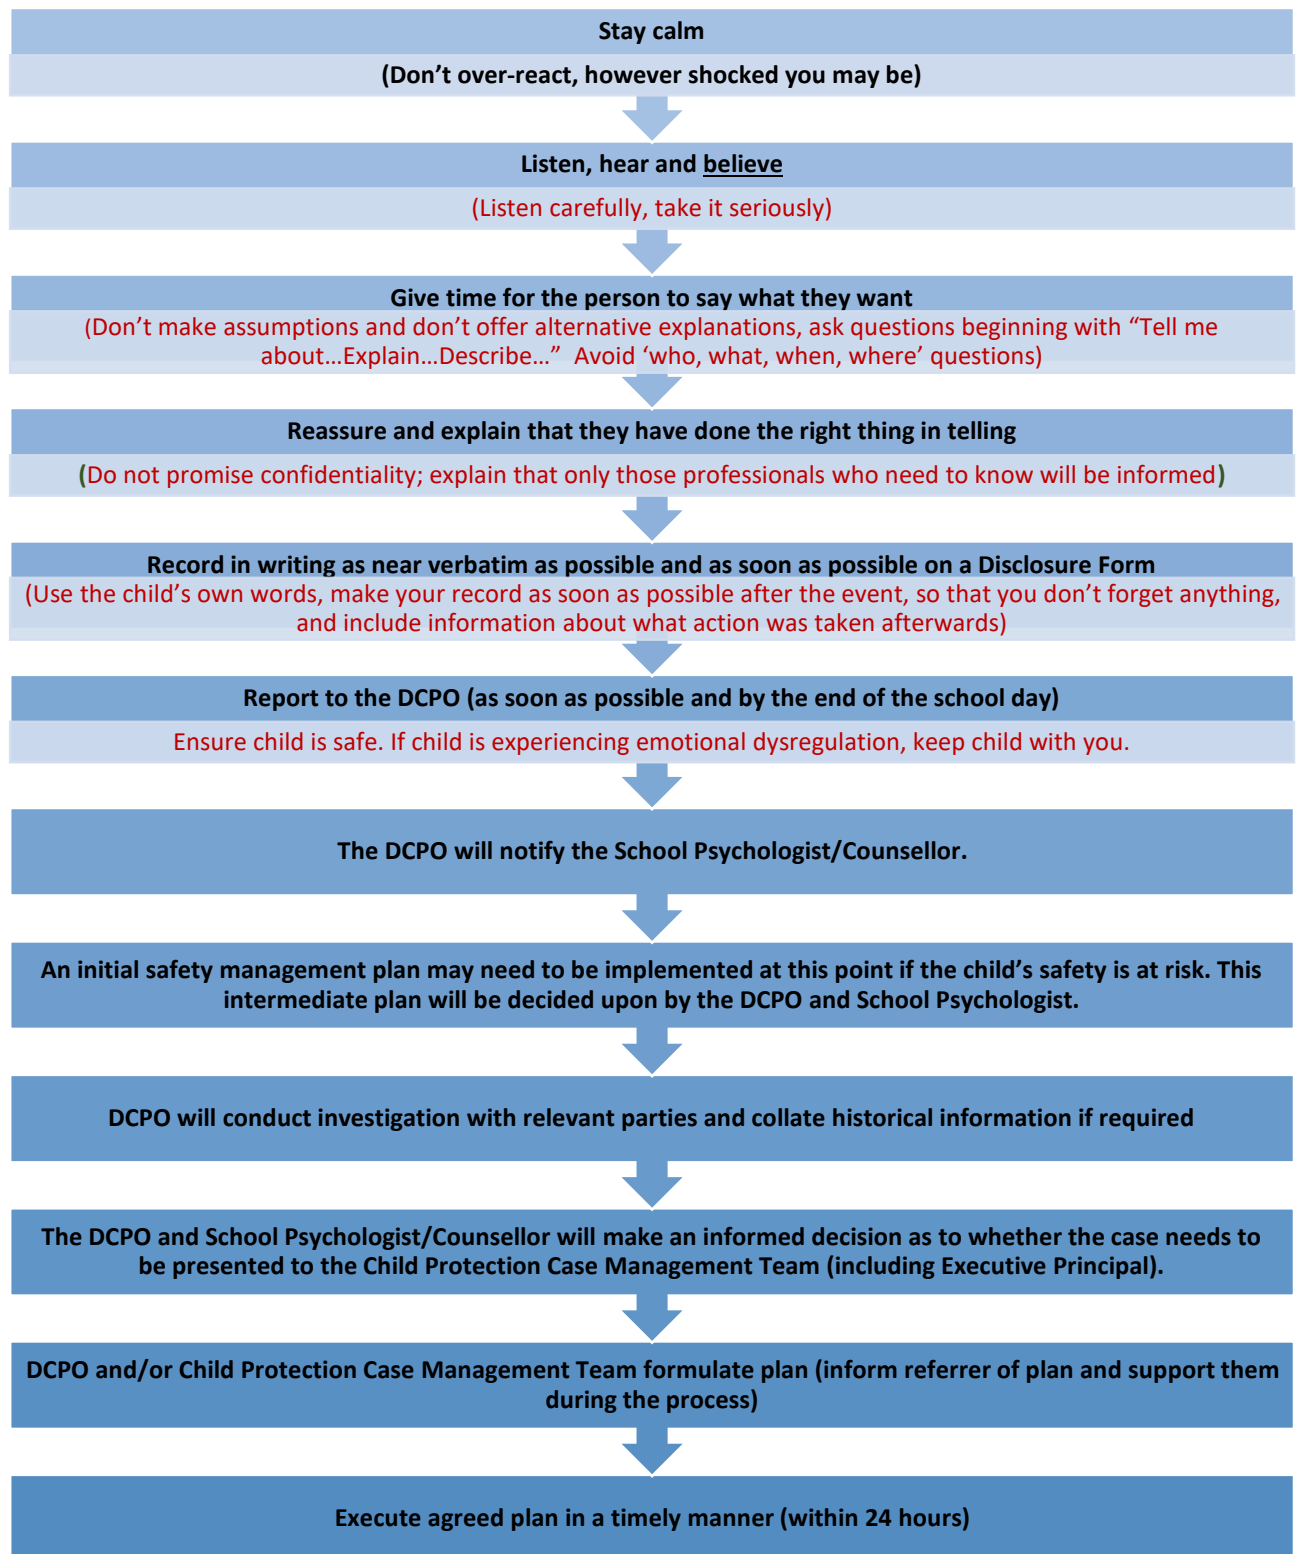 Stay calm
(Don’t over-react, however shocked you may be)
Listen, hear and believe
(Listen carefully, take it seriously)
Give time for the person to say what they want
(Don’t make assumptions and don’t offer alternative explanations, ask questions beginning with “Tell me
about…Explain…Describe…”  Avoid ‘who, what, when, where’ questions)
Reassure and explain that they have done the right thing in telling
(Do not promise confidentiality; explain that only those professionals who need to know will be informed)
Record in writing as near verbatim as possible and as soon as possible on a Disclosure Form
(Use the child’s own words, make your record as soon as possible after the event, so that you don’t forget anything,
and include information about what action was taken afterwards)
Report to the DCPO (as soon as possible and by the end of the school day)
Ensure child is safe. If child is experiencing emotional dysregulation, keep child with you.
The DCPO will notify the School Psychologist/Counsellor.
An initial safety management plan may need to be implemented at this point if the child’s safety is at risk. This
intermediate plan will be decided upon by the DCPO and School Psychologist.
DCPO will conduct investigation with relevant parties and collate historical information if required
The DCPO and School Psychologist/Counsellor will make an informed decision as to whether the case needs to
be presented to the Child Protection Case Management Team (including Executive Principal).
DCPO and/or Child Protection Case Management Team formulate plan (inform referrer of plan and support them
during the process)
Execute agreed plan in a timely manner (within 24 hours)